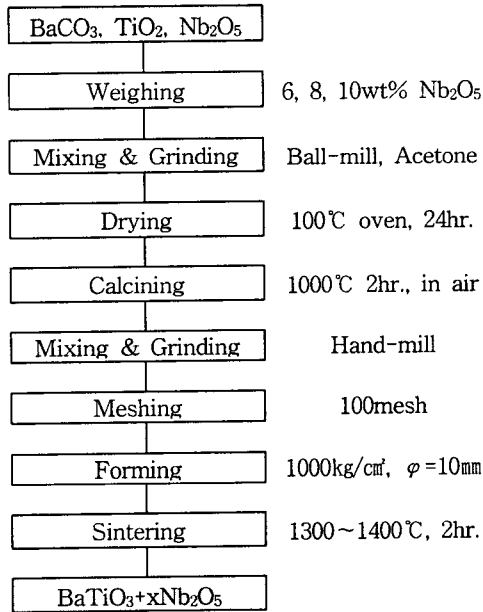 BaCO₃, TiO₂, Nb₂O₅
Weighing 6, 8, 10wt% Nb₂O₅
Mixing & Grinding Ball-mill, Acetone
Drying 100℃ oven, 24hr.
Calcining 1000℃ 2hr., in air
Mixing & Grinding Hand-mill
Meshing 100mesh
Forming 1000kg/㎠, φ=10㎜
Sintering 1300~1400℃, 2hr.
BaTiO₃+xNb₂O₅